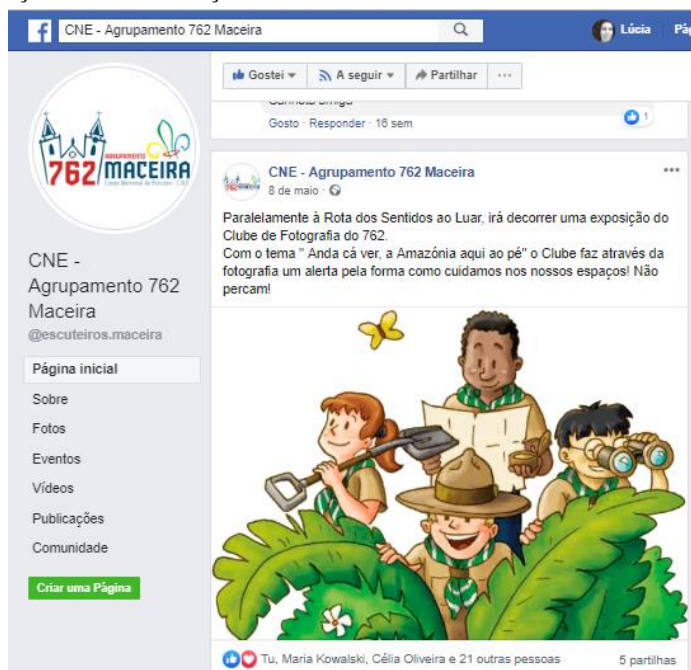 CNE - Agrupamento 762 Maceira
Lúcia
Gostei
A seguir
Partilhar
...
Gosto · Responder · 16 sem
1
AGRUPAMENTO
762 MACEIRA
CNE - Agrupamento 762 Maceira
8 de maio ·
Paralelamente à Rota dos Sentidos ao Luar, irá decorrer uma exposição do
Clube de Fotografia do 762.
Com o tema " Anda cá ver, a Amazónia aqui ao pé" o Clube faz através da
fotografia um alerta pela forma como cuidamos nos nossos espaços! Não
percam!
CNE -
Agrupamento 762
Maceira
@escuteiros.maceira
Página inicial
Sobre
Fotos
Eventos
Vídeos
Publicações
Comunidade
Criar uma Página
Tu, Maria Kowalski, Célia Oliveira e 21 outras pessoas
5 partilhas